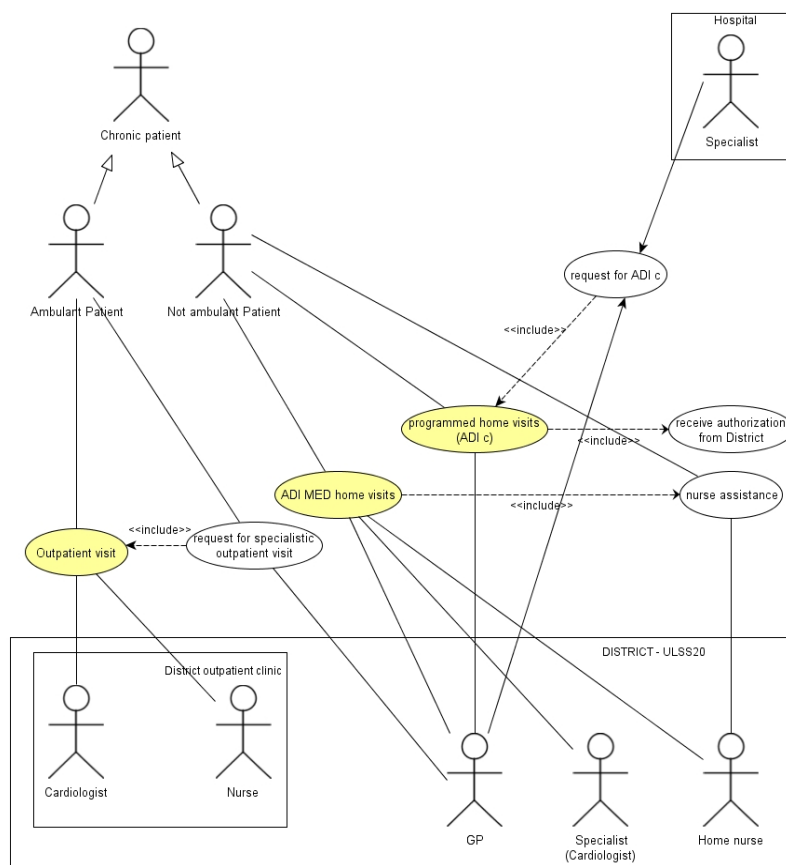 Hospital
Specialist
Chronic patient
Ambulant Patient
Not ambulant Patient
request for ADI c
<<include>>
programmed home visits
(ADI c)
<<include>>
receive authorization
from District
ADI MED home visits
<<include>>
nurse assistance
<<include>>
Outpatient visit
request for specialistic
outpatient visit
DISTRICT - ULSS20
District outpatient clinic
Cardiologist
Nurse
GP
Specialist
(Cardiologist)
Home nurse